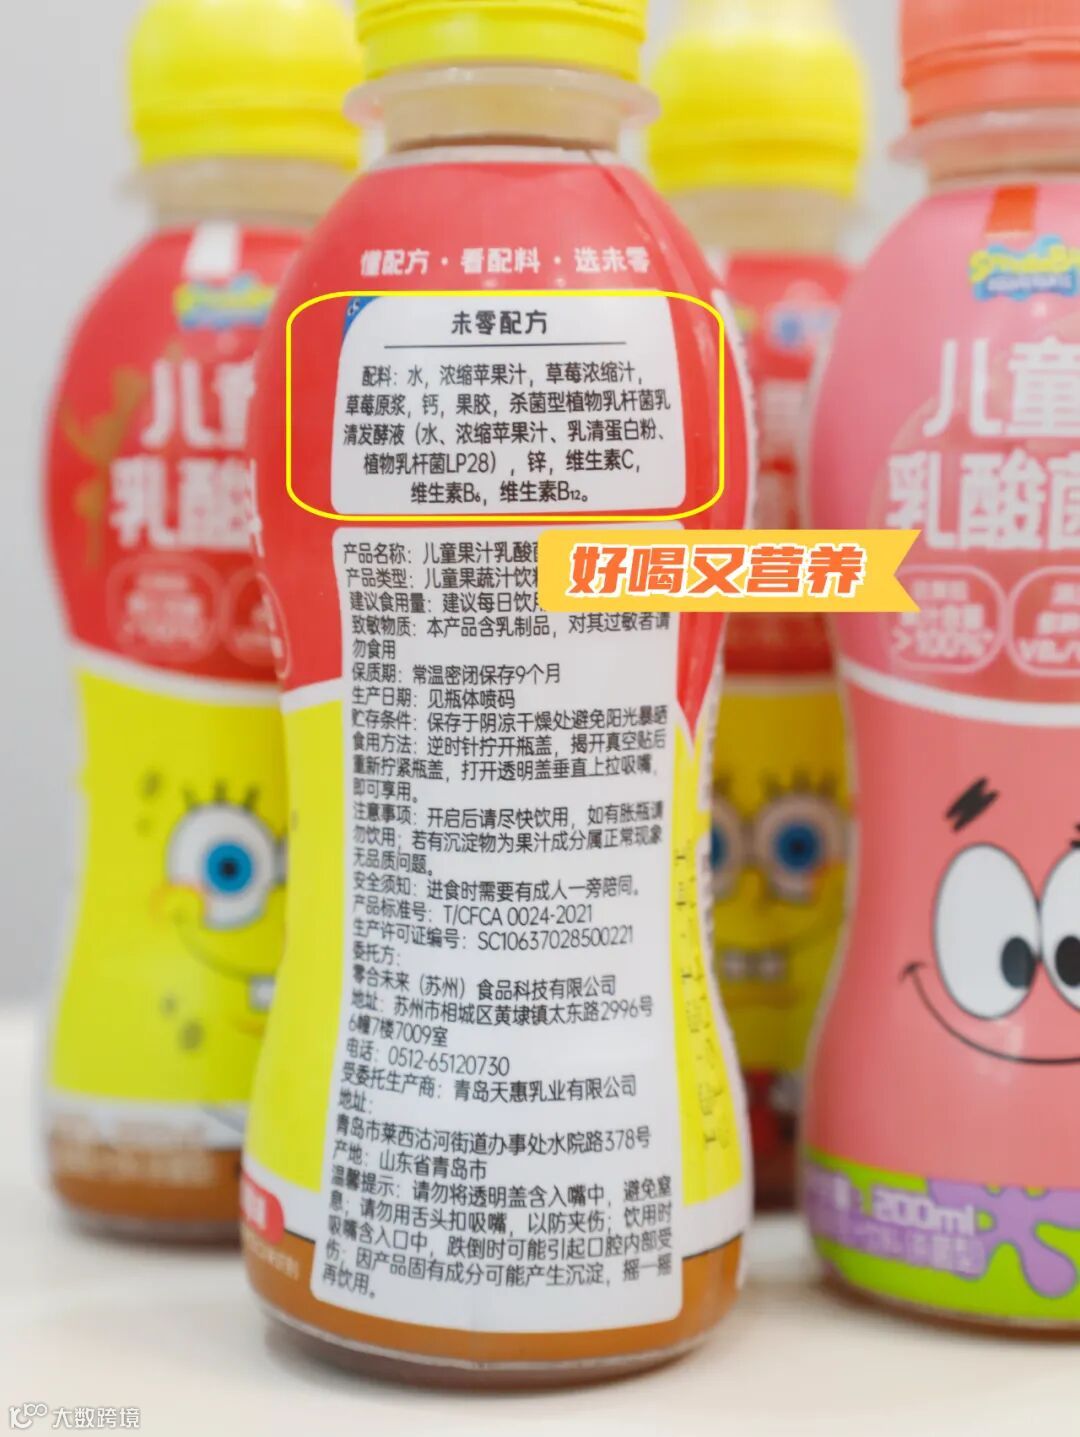 懂配方·看配料·选未零
未零配方
配料：水，浓缩苹果汁，草莓浓缩汁，
草莓原浆，钙，果胶，杀菌型植物乳杆菌乳
清发酵液（水、浓缩苹果汁、乳清蛋白粉、
植物乳杆菌LP28），锌，维生素C，
维生素B₆，维生素B₁₂。
好喝又营养
产品名称：儿童果汁乳酸菌
产品类型：儿童果蔬汁饮料
建议食用量：建议每日饮用
致敏物质：本产品含乳制品，对其过敏者请
勿食用
保质期：常温密闭保存9个月
生产日期：见瓶体喷码
贮存条件：保存于阴凉干燥处避免阳光暴晒
食用方法：逆时针拧开瓶盖，揭开真空贴后
重新拧紧瓶盖，打开透明盖垂直上拉吸嘴，
即可享用。
注意事项：开启后请尽快饮用，如有胀瓶请
勿饮用；若有沉淀物为果汁成分属正常现象
无品质问题。
安全须知：进食时需要有成人一旁陪同。
产品标准号：T/CFCA 0024-2021
生产许可证编号：SC10637028500221
委托方：
零合未来（苏州）食品科技有限公司
地址：苏州市相城区黄埭镇太东路2996号
6幢7楼7009室
电话：0512-65120730
受委托生产商：青岛天惠乳业有限公司
地址：
青岛市莱西沽河街道办事处水院路378号
产地：山东省青岛市
温馨提示：请勿将透明盖含入嘴中，避免窒
息，请勿用舌头扣吸嘴，以防夹伤；饮用时
吸嘴含入口中，跌倒时可能引起口腔内部受
伤；因产品固有成分可能产生沉淀，摇一摇
再饮用。
儿童
乳酸
儿童
乳酸菌
果汁含量
>100%
200ml
大数跨境